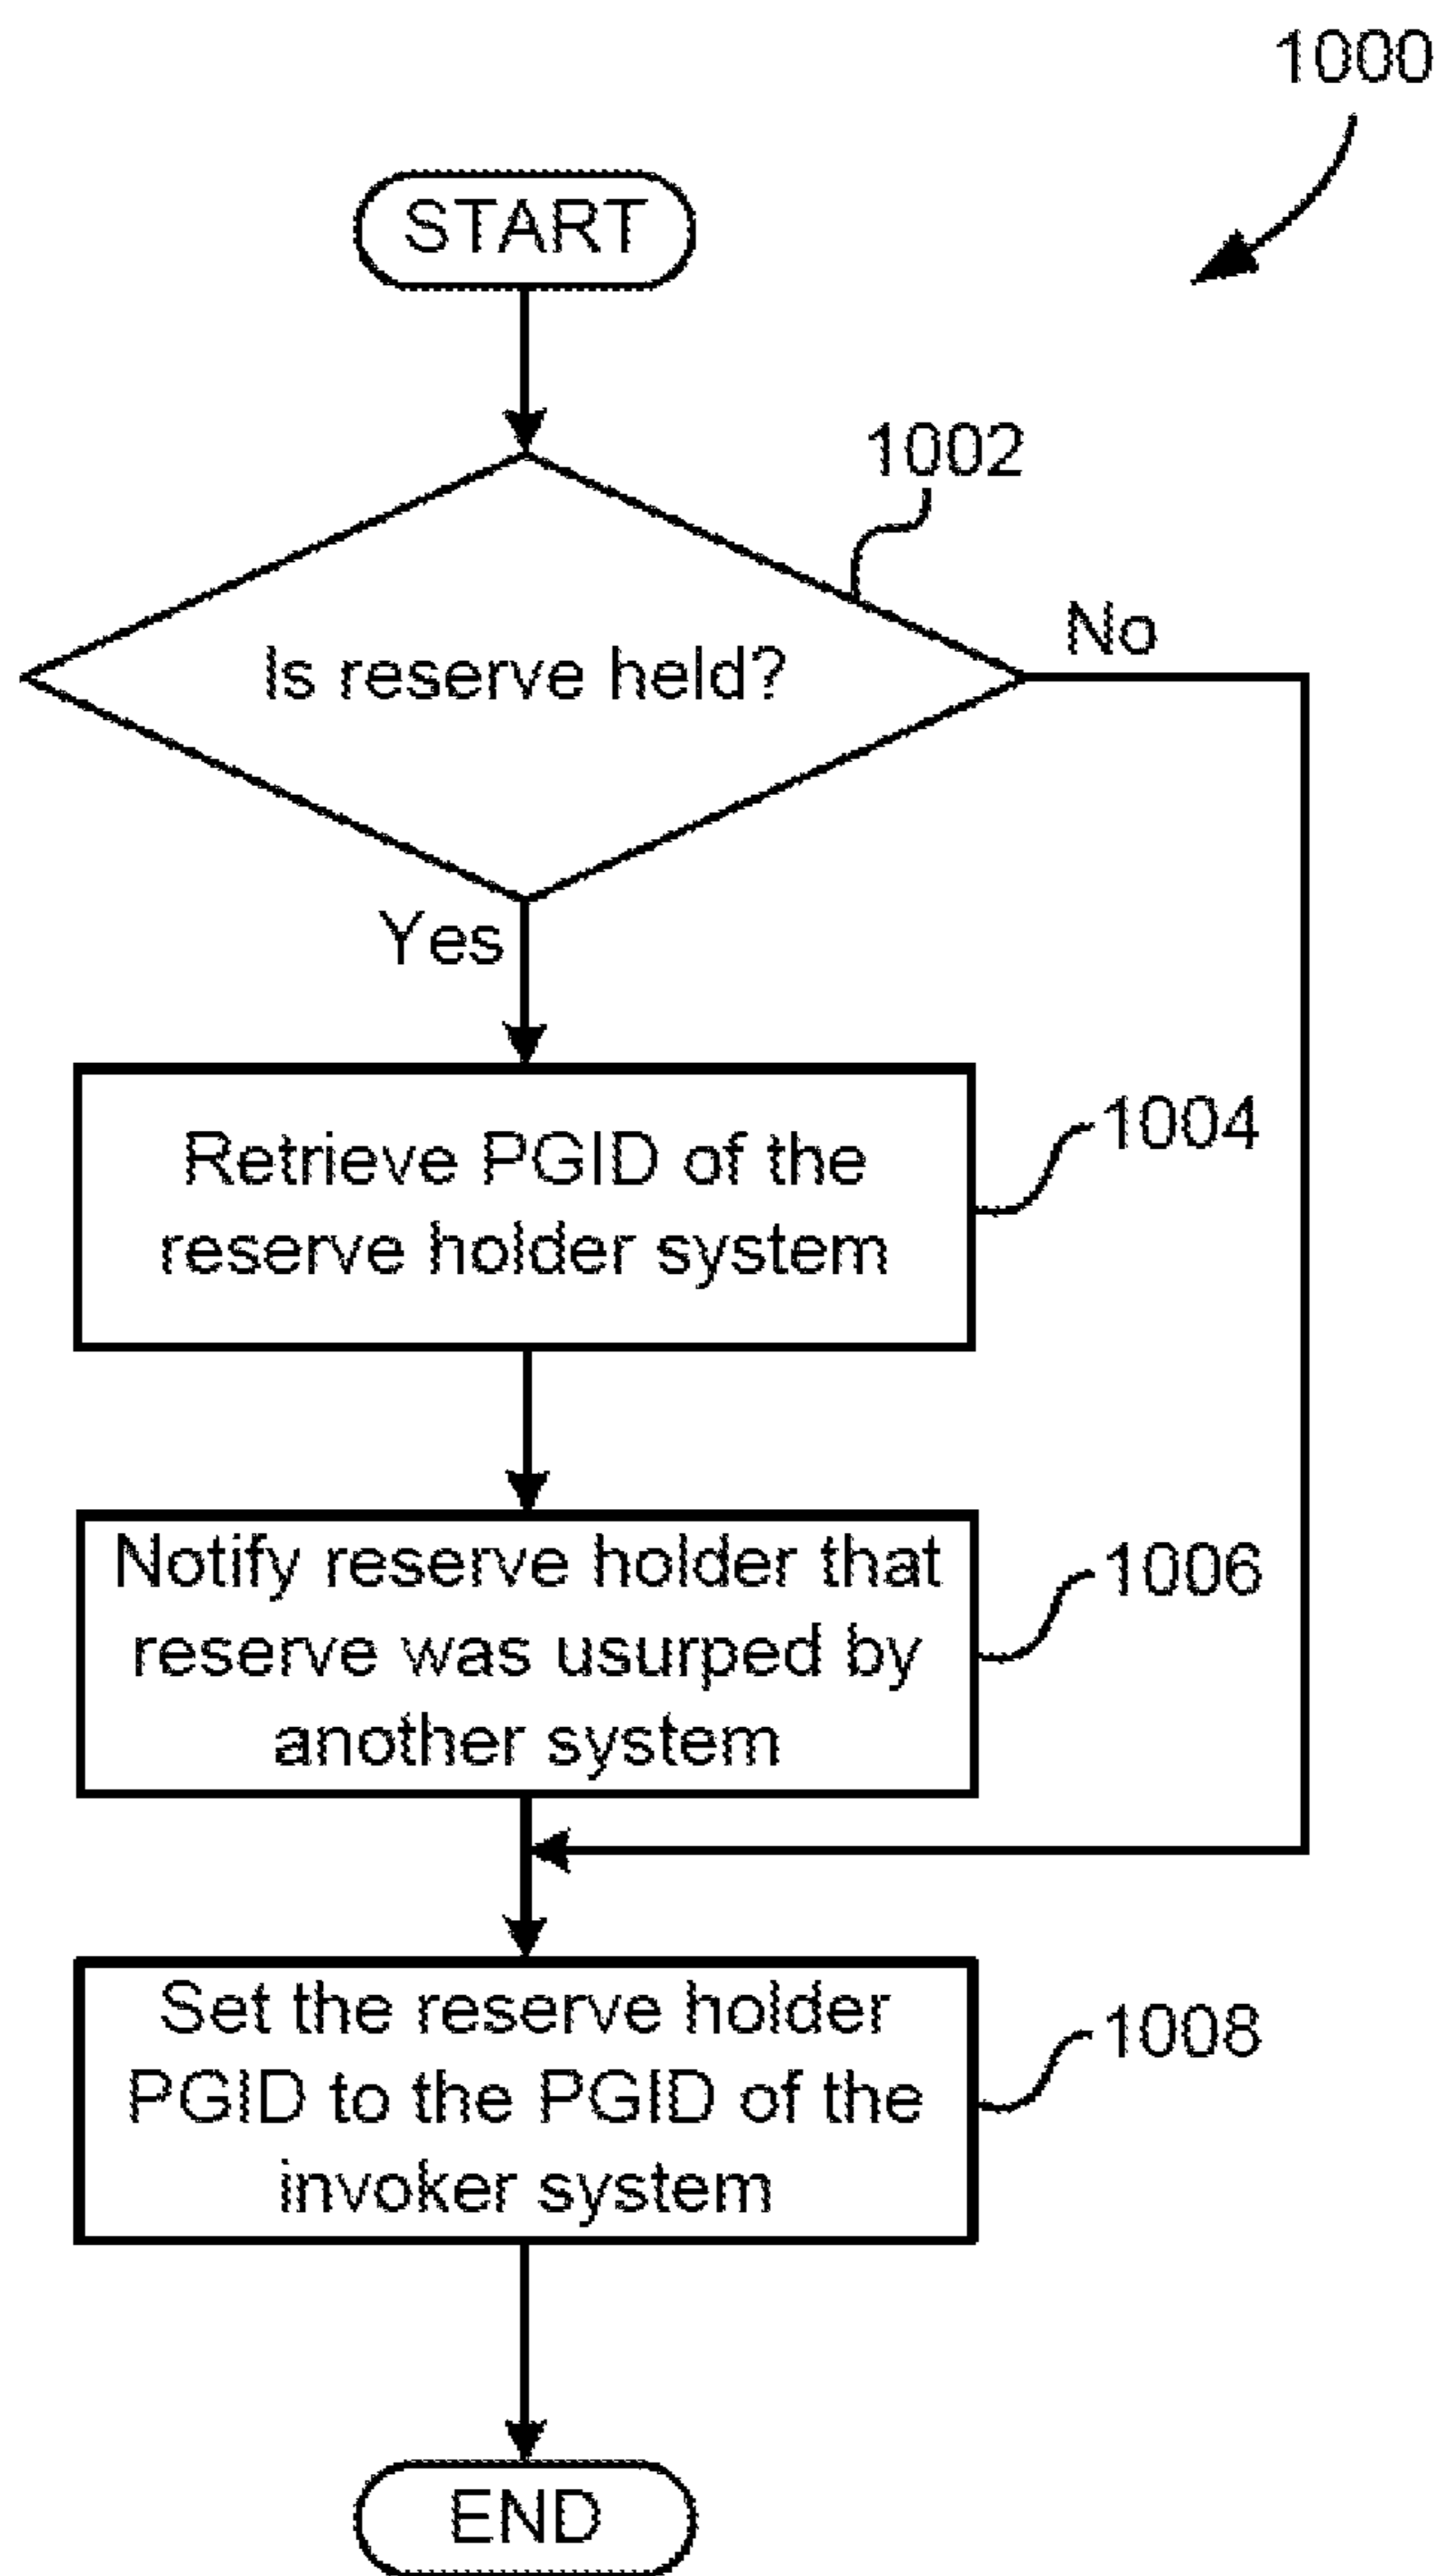 1000
START
1002
Is reserve held?
No
Yes
Retrieve PGID of the
reserve holder system
1004
Notify reserve holder that
reserve was usurped by
another system
1006
Set the reserve holder
PGID to the PGID of the
invoker system
1008
END